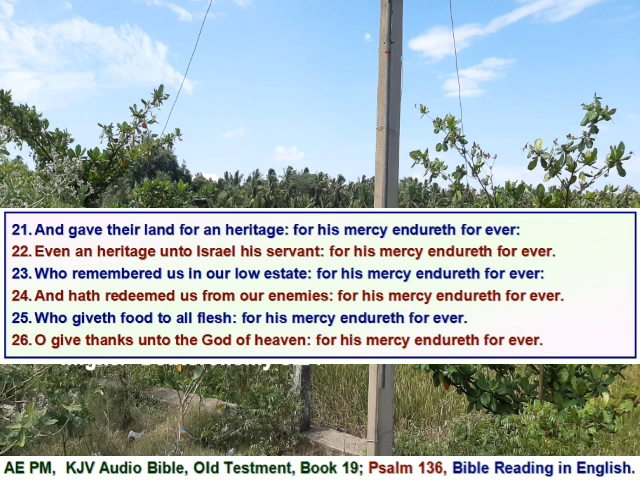 21. And gave their land for an heritage: for his mercy endureth for ever:
22. Even an heritage unto Israel his servant: for his mercy endureth for ever.
23. Who remembered us in our low estate: for his mercy endureth for ever:
24. And hath redeemed us from our enemies: for his mercy endureth for ever.
25. Who giveth food to all flesh: for his mercy endureth for ever.
26. O give thanks unto the God of heaven: for his mercy endureth for ever.
AE PM, KJV Audio Bible, Old Testment, Book 19; Psalm 136, Bible Reading in English.